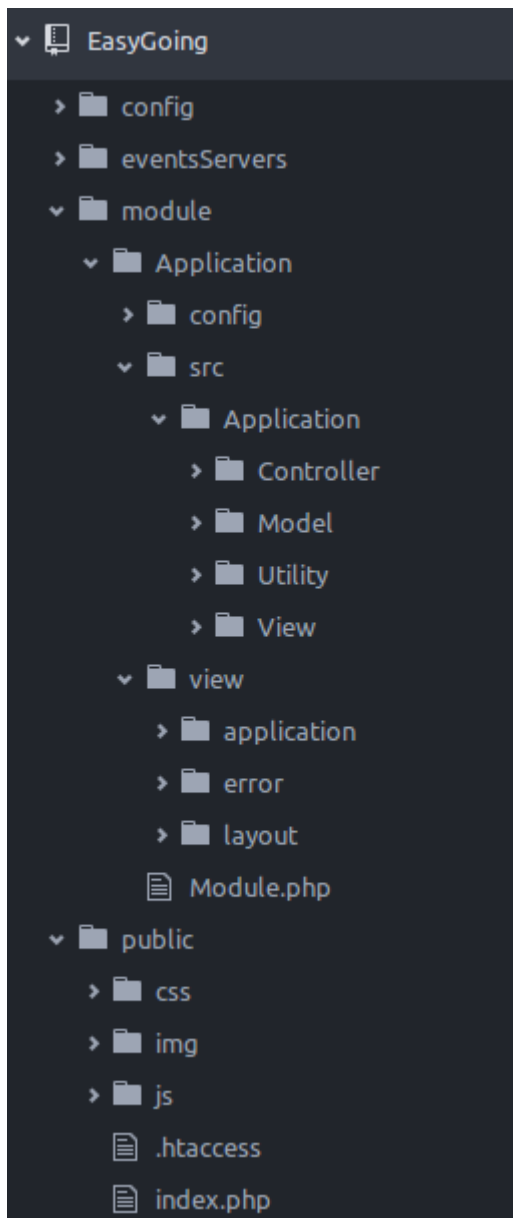 EasyGoing
config
eventsServers
module
Application
config
src
Application
Controller
Model
Utility
View
view
application
error
layout
Module.php
public
css
img
js
.htaccess
index.php